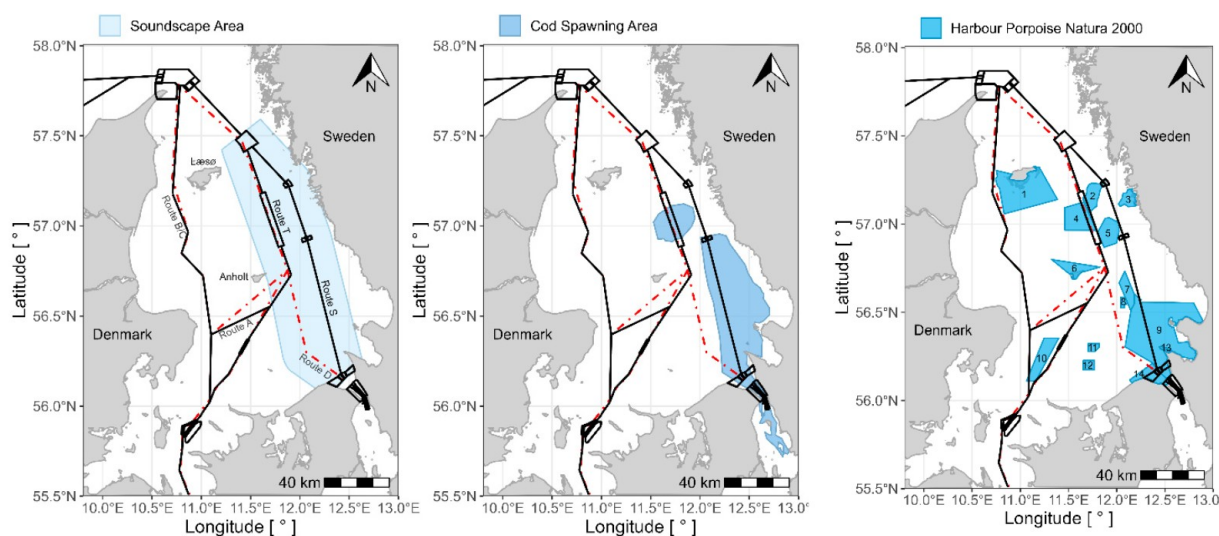 Soundscape Area
58.0°N
57.5°N
57.0°N
56.5°N
56.0°N
55.5°N
Latitude [ ° ]
N
Sweden
Læsø
Route B/C
Route T
Anholt
Route S
Route A
Denmark
Route D
40 km
10.0°E 10.5°E 11.0°E 11.5°E 12.0°E 12.5°E 13.0°E
Longitude [ ° ]
Cod Spawning Area
58.0°N
57.5°N
57.0°N
56.5°N
56.0°N
55.5°N
Latitude [ ° ]
N
Sweden
Denmark
40 km
10.0°E 10.5°E 11.0°E 11.5°E 12.0°E 12.5°E 13.0°E
Longitude [ ° ]
Harbour Porpoise Natura 2000
58.0°N
57.5°N
57.0°N
56.5°N
56.0°N
55.5°N
Latitude [ ° ]
N
Sweden
1
2
3
4
5
6
7
8
9
10
11
12
13
14
Denmark
40 km
10.0°E 10.5°E 11.0°E 11.5°E 12.0°E 12.5°E 13.0°E
Longitude [ ° ]